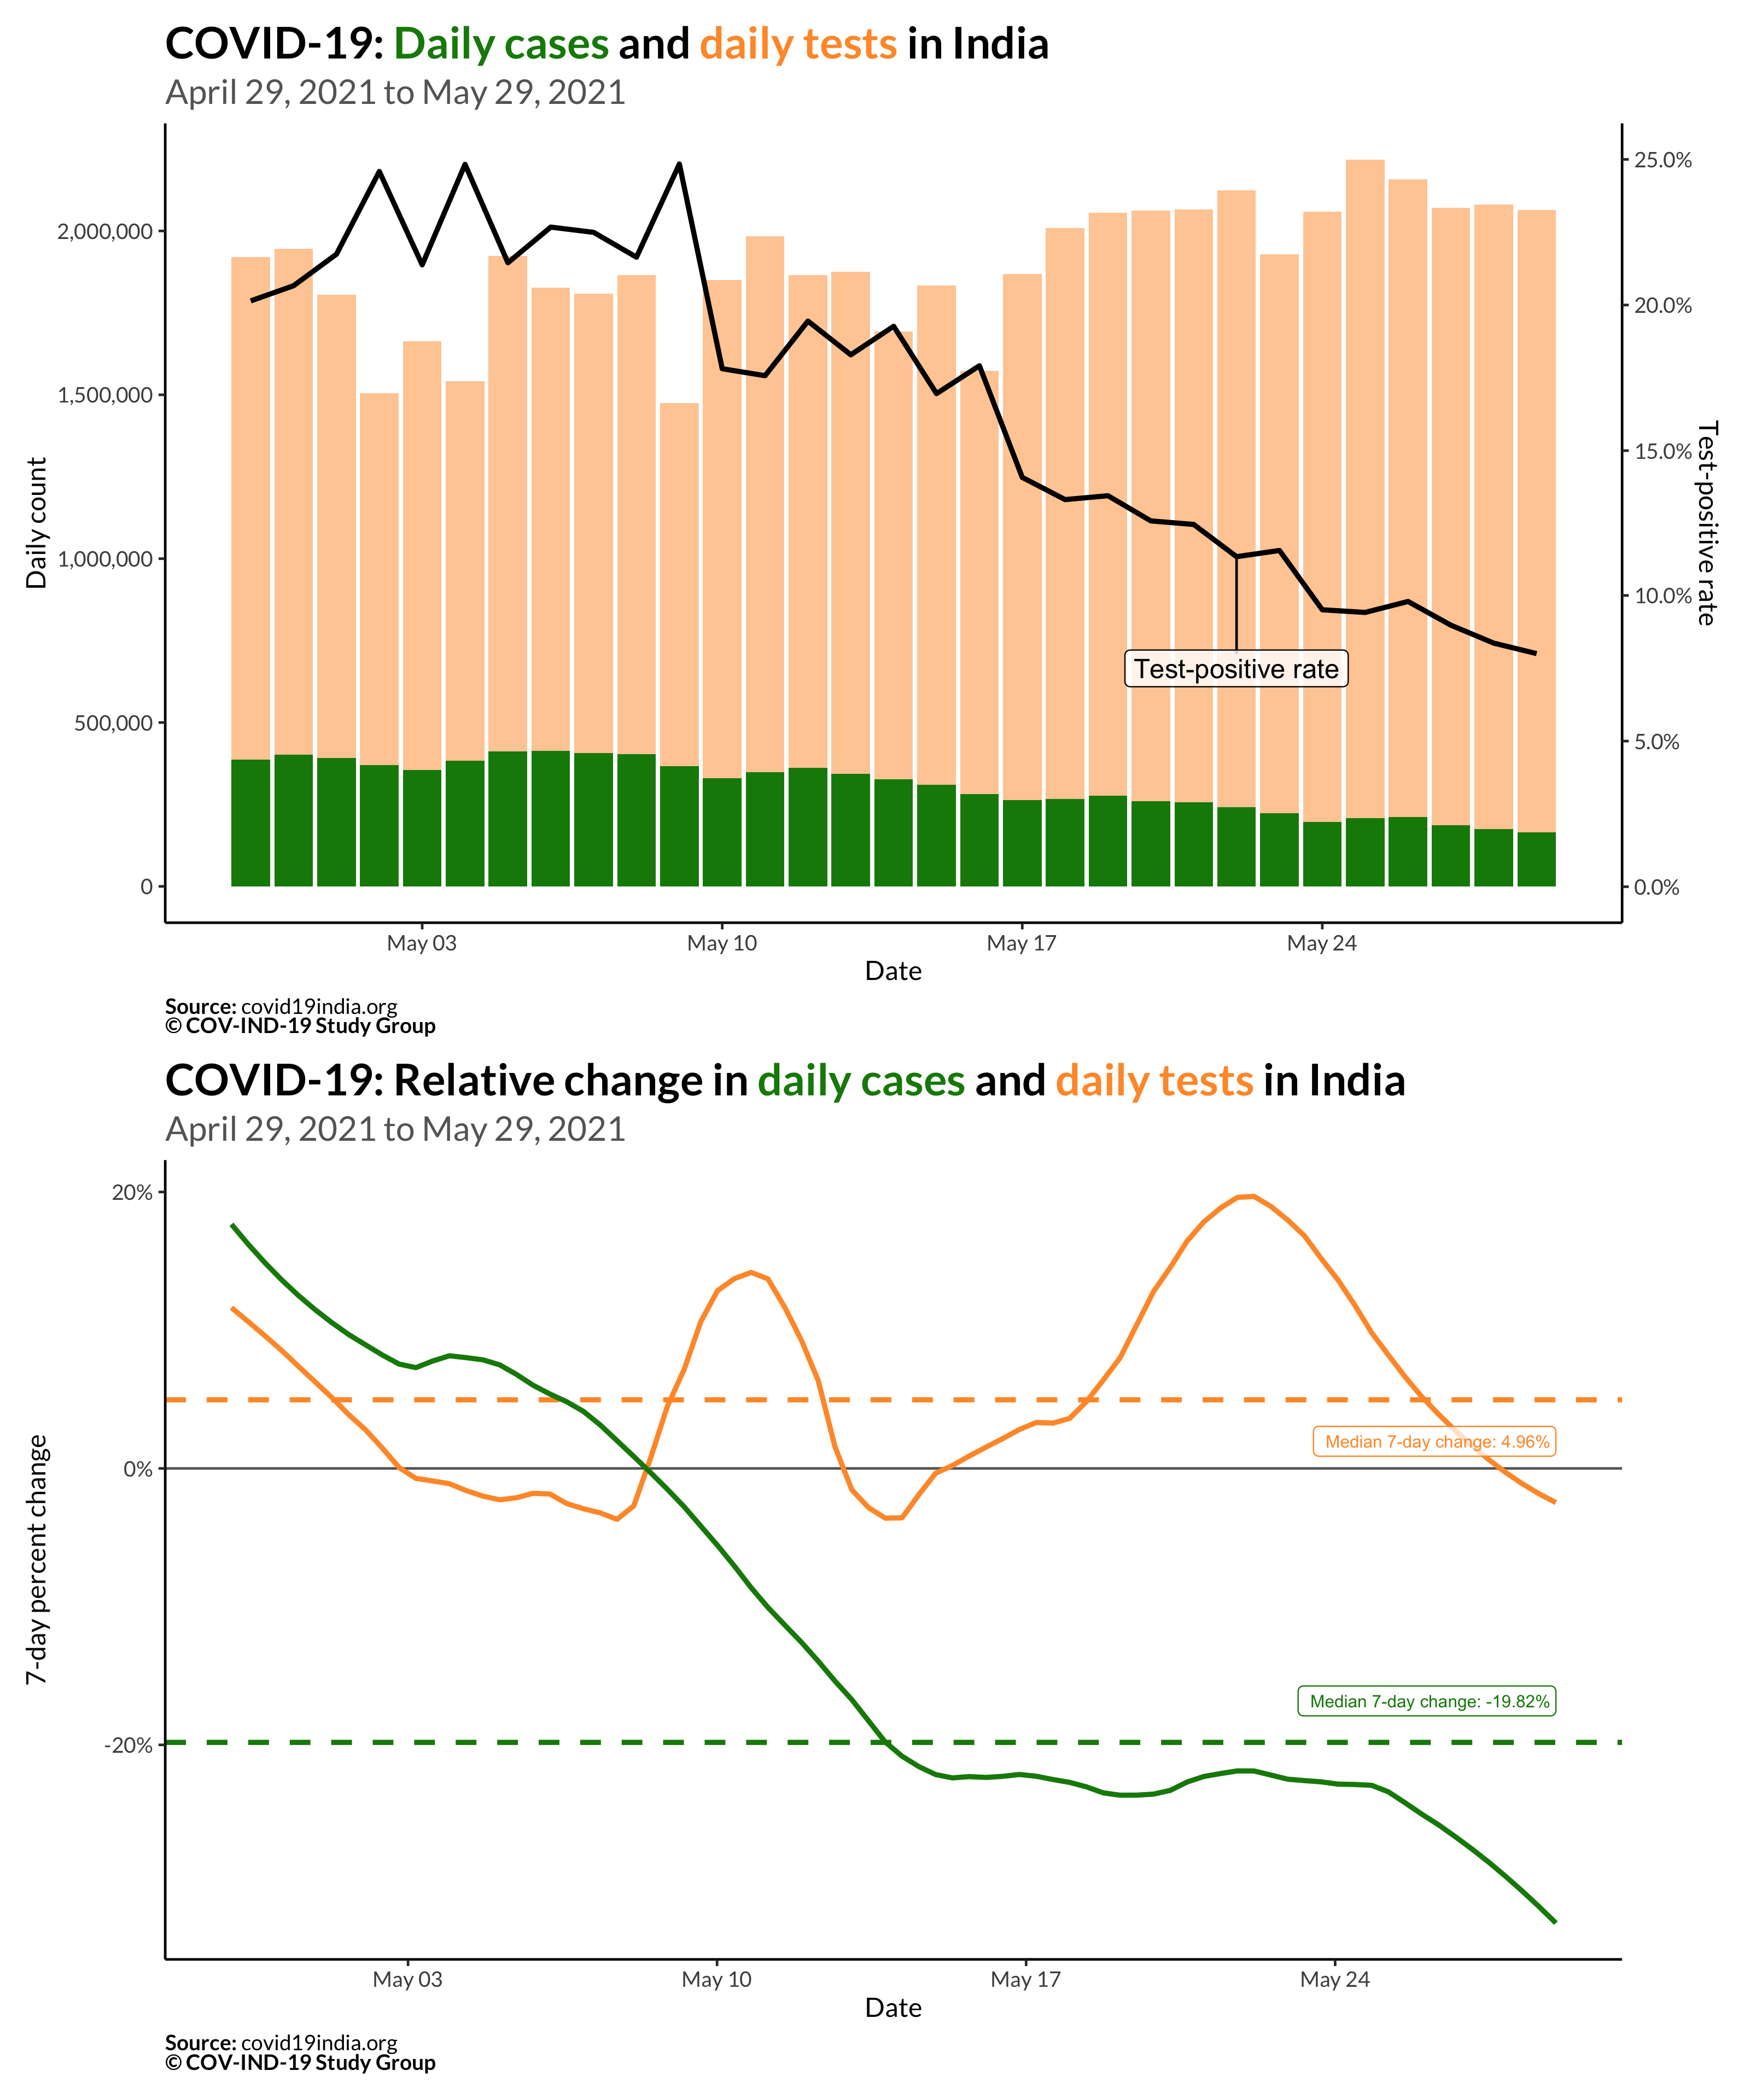 COVID-19: Daily cases and daily tests in India
April 29, 2021 to May 29, 2021
Daily count
2,000,000
1,500,000
1,000,000
500,000
0
25.0%
20.0%
15.0%
10.0%
5.0%
0.0%
Test-positive rate
Test-positive rate
May 03
May 10
May 17
May 24
Date
Source: covid19india.org
© COV-IND-19 Study Group
COVID-19: Relative change in daily cases and daily tests in India
April 29, 2021 to May 29, 2021
7-day percent change
20%
0%
-20%
Median 7-day change: 4.96%
Median 7-day change: -19.82%
May 03
May 10
May 17
May 24
Date
Source: covid19india.org
© COV-IND-19 Study Group